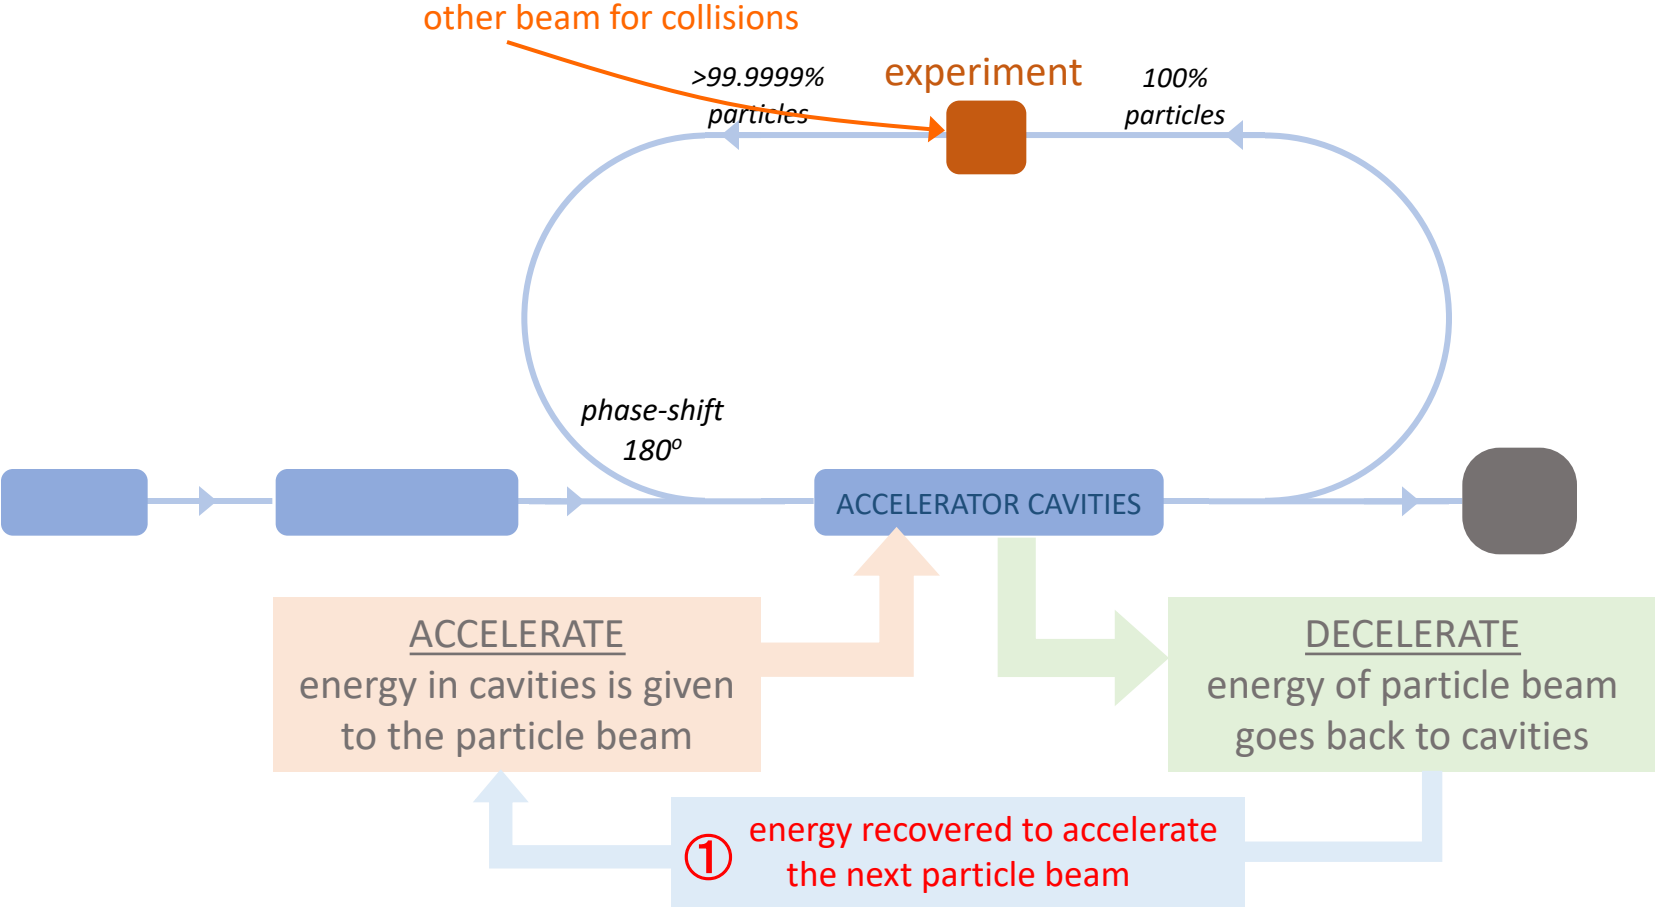 other beam for collisions
>99.9999%
particles
experiment
100%
particles
phase-shift
180º
ACCELERATOR CAVITIES
ACCELERATE
energy in cavities is given
to the particle beam
DECELERATE
energy of particle beam
goes back to cavities
① energy recovered to accelerate
the next particle beam